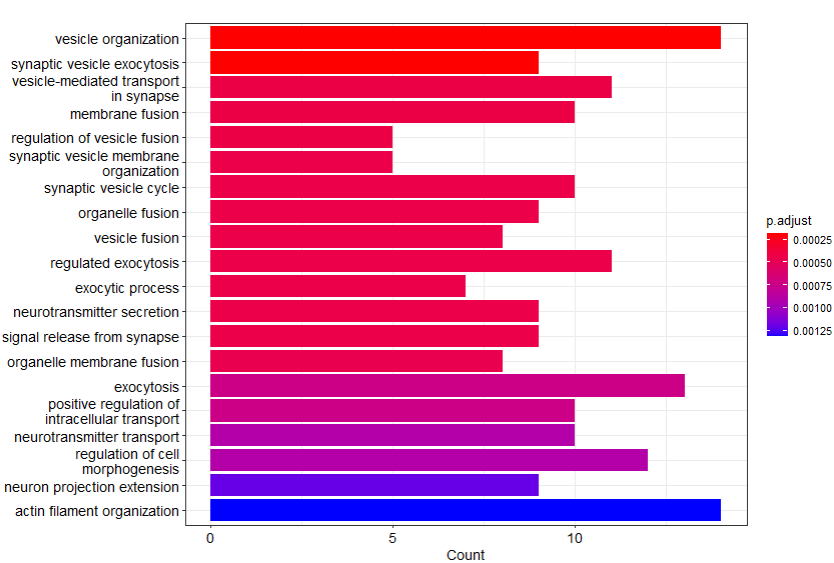 vesicle organization
synaptic vesicle exocytosis
vesicle-mediated transport
in synapse
membrane fusion
regulation of vesicle fusion
synaptic vesicle membrane
organization
synaptic vesicle cycle
organelle fusion
vesicle fusion
regulated exocytosis
exocytic process
neurotransmitter secretion
signal release from synapse
organelle membrane fusion
exocytosis
positive regulation of
intracellular transport
neurotransmitter transport
regulation of cell
morphogenesis
neuron projection extension
actin filament organization
0 5 10
Count
p.adjust
0.00025
0.00050
0.00075
0.00100
0.00125